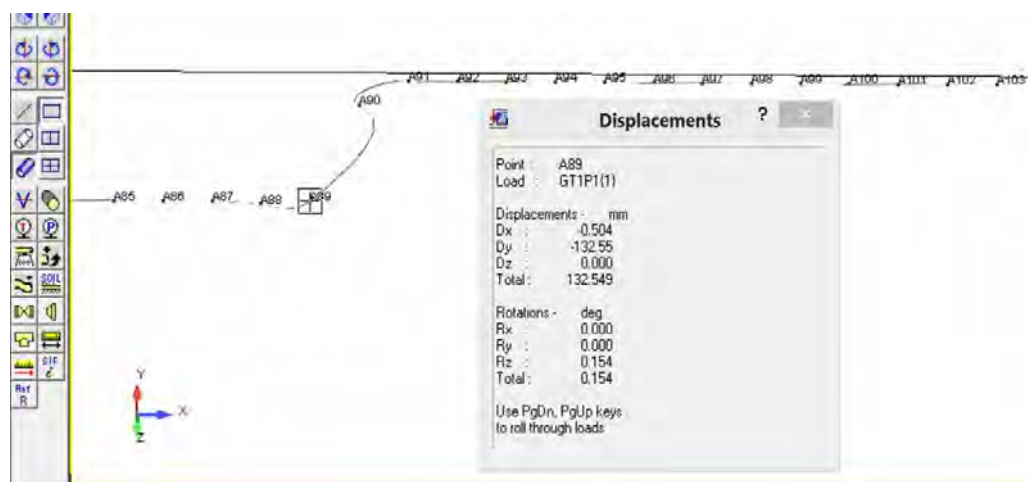 A91 A92 A93 A94 A95 A96 A97 A98 A99 A100 A101 A102 A103
A90
A85 A86 A87 A88 A89
Displacements ?
Point : A89
Load : GT1P1(1)
Displacements - mm
Dx : -0.504
Dy : -132.55
Dz : 0.000
Total : 132.549
Rotations - deg
Rx : 0.000
Ry : 0.000
Rz : 0.154
Total : 0.154
Use PgDn, PgUp keys
to roll through loads
T P
SOIL
SIF
Ref
R
Y
X
Z